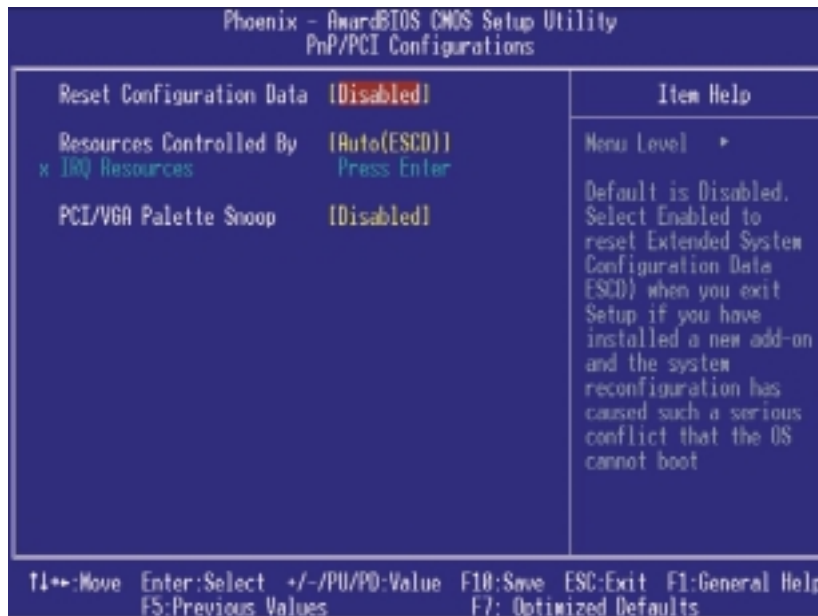 Phoenix - AwardBIOS CMOS Setup Utility
PnP/PCI Configurations
Reset Configuration Data [Disabled]
Resources Controlled By [Auto(ESCD)]
x IRQ Resources Press Enter
PCI/VGA Palette Snoop [Disabled]
Item Help
Menu Level ▸
Default is Disabled.
Select Enabled to
reset Extended System
Configuration Data
ESCD) when you exit
Setup if you have
installed a new add-on
and the system
reconfiguration has
caused such a serious
conflict that the OS
cannot boot
↑↓→←:Move Enter:Select +/-/PU/PD:Value F10:Save ESC:Exit F1:General Help
F5:Previous Values F7: Optimized Defaults